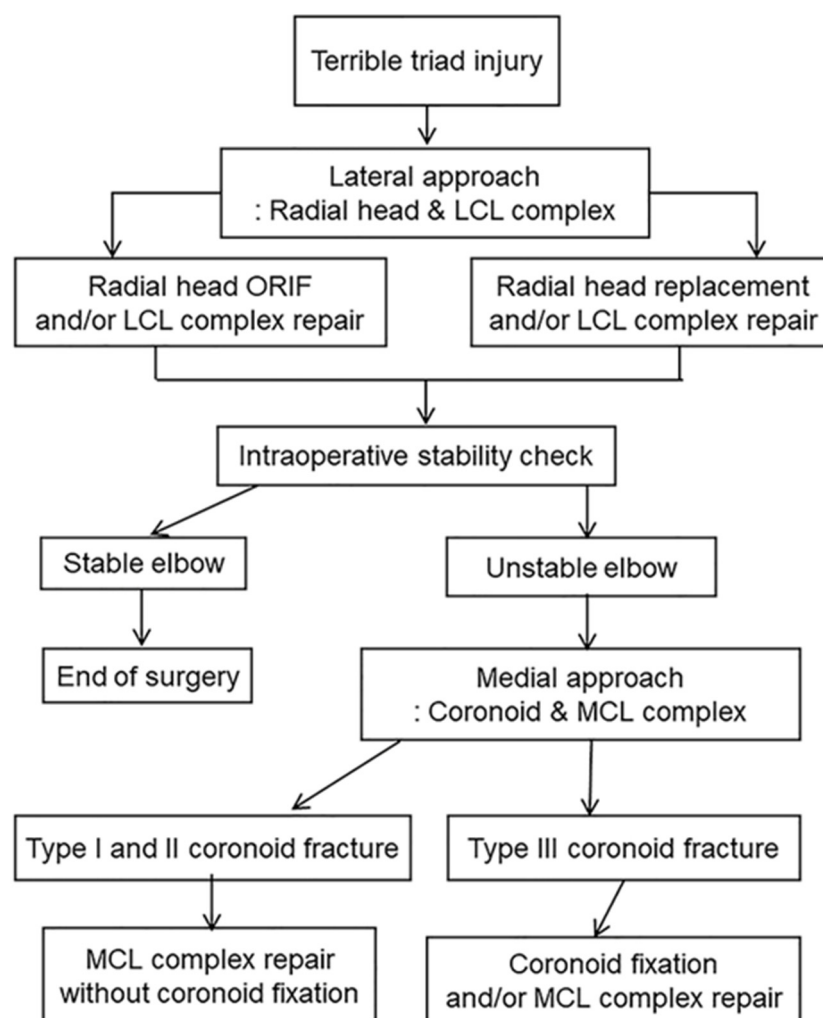 Terrible triad injury
Lateral approach
: Radial head & LCL complex
Radial head ORIF
and/or LCL complex repair
Radial head replacement
and/or LCL complex repair
Intraoperative stability check
Stable elbow
Unstable elbow
End of surgery
Medial approach
: Coronoid & MCL complex
Type I and II coronoid fracture
Type III coronoid fracture
MCL complex repair
without coronoid fixation
Coronoid fixation
and/or MCL complex repair